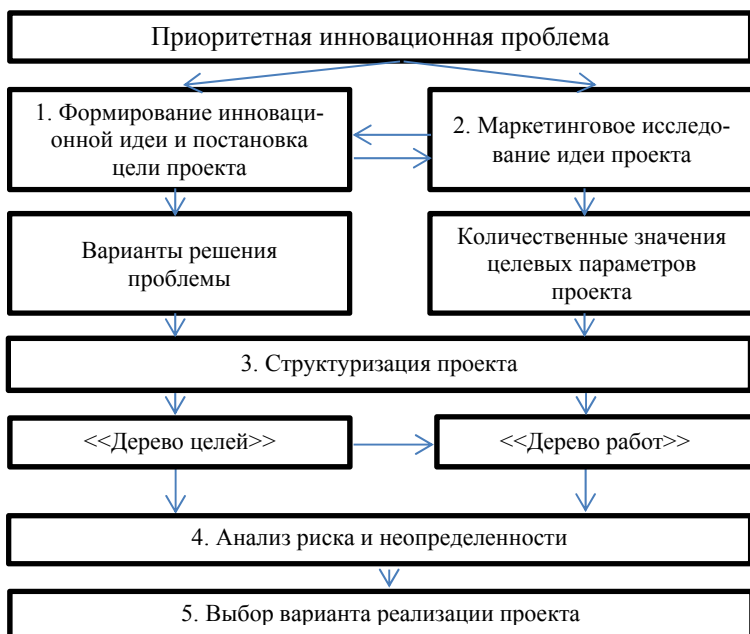 Приоритетная инновационная проблема
1. Формирование инноваци-
онной идеи и постановка
цели проекта
2. Маркетинговое исследо-
вание идеи проекта
Варианты решения
проблемы
Количественные значения
целевых параметров
проекта
3. Структуризация проекта
<<Дерево целей>>
<<Дерево работ>>
4. Анализ риска и неопределенности
5. Выбор варианта реализации проекта